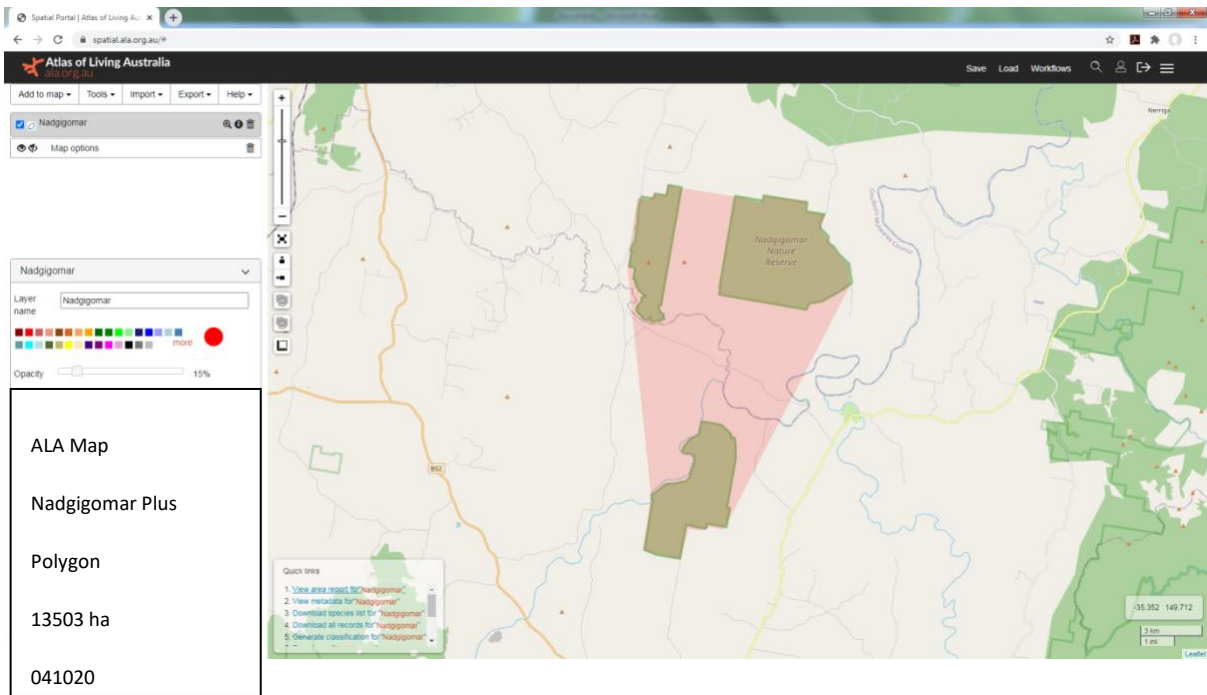 Spatial Portal | Atlas of Living Au
spatial.ala.org.au/#
Atlas of Living Australia
ala.org.au
Save Load Workflows
Add to map Tools Import Export Help
Nadgigomar
Map options
Nadgigomar
Layer name Nadgigomar
more
Opacity 15%
ALA Map
Nadgigomar Plus
Polygon
13503 ha
041020
Nerriga
Nadgigomar
Nature
Reserve
B52
Quick links
1. View area report for "Nadgigomar"
2. View metadata for "Nadgigomar"
3. Download species list for "Nadgigomar"
4. Download all records for "Nadgigomar"
5. Generate classification for "Nadgigomar"
-35.352 149.712
3 km
1 mi
Leaflet